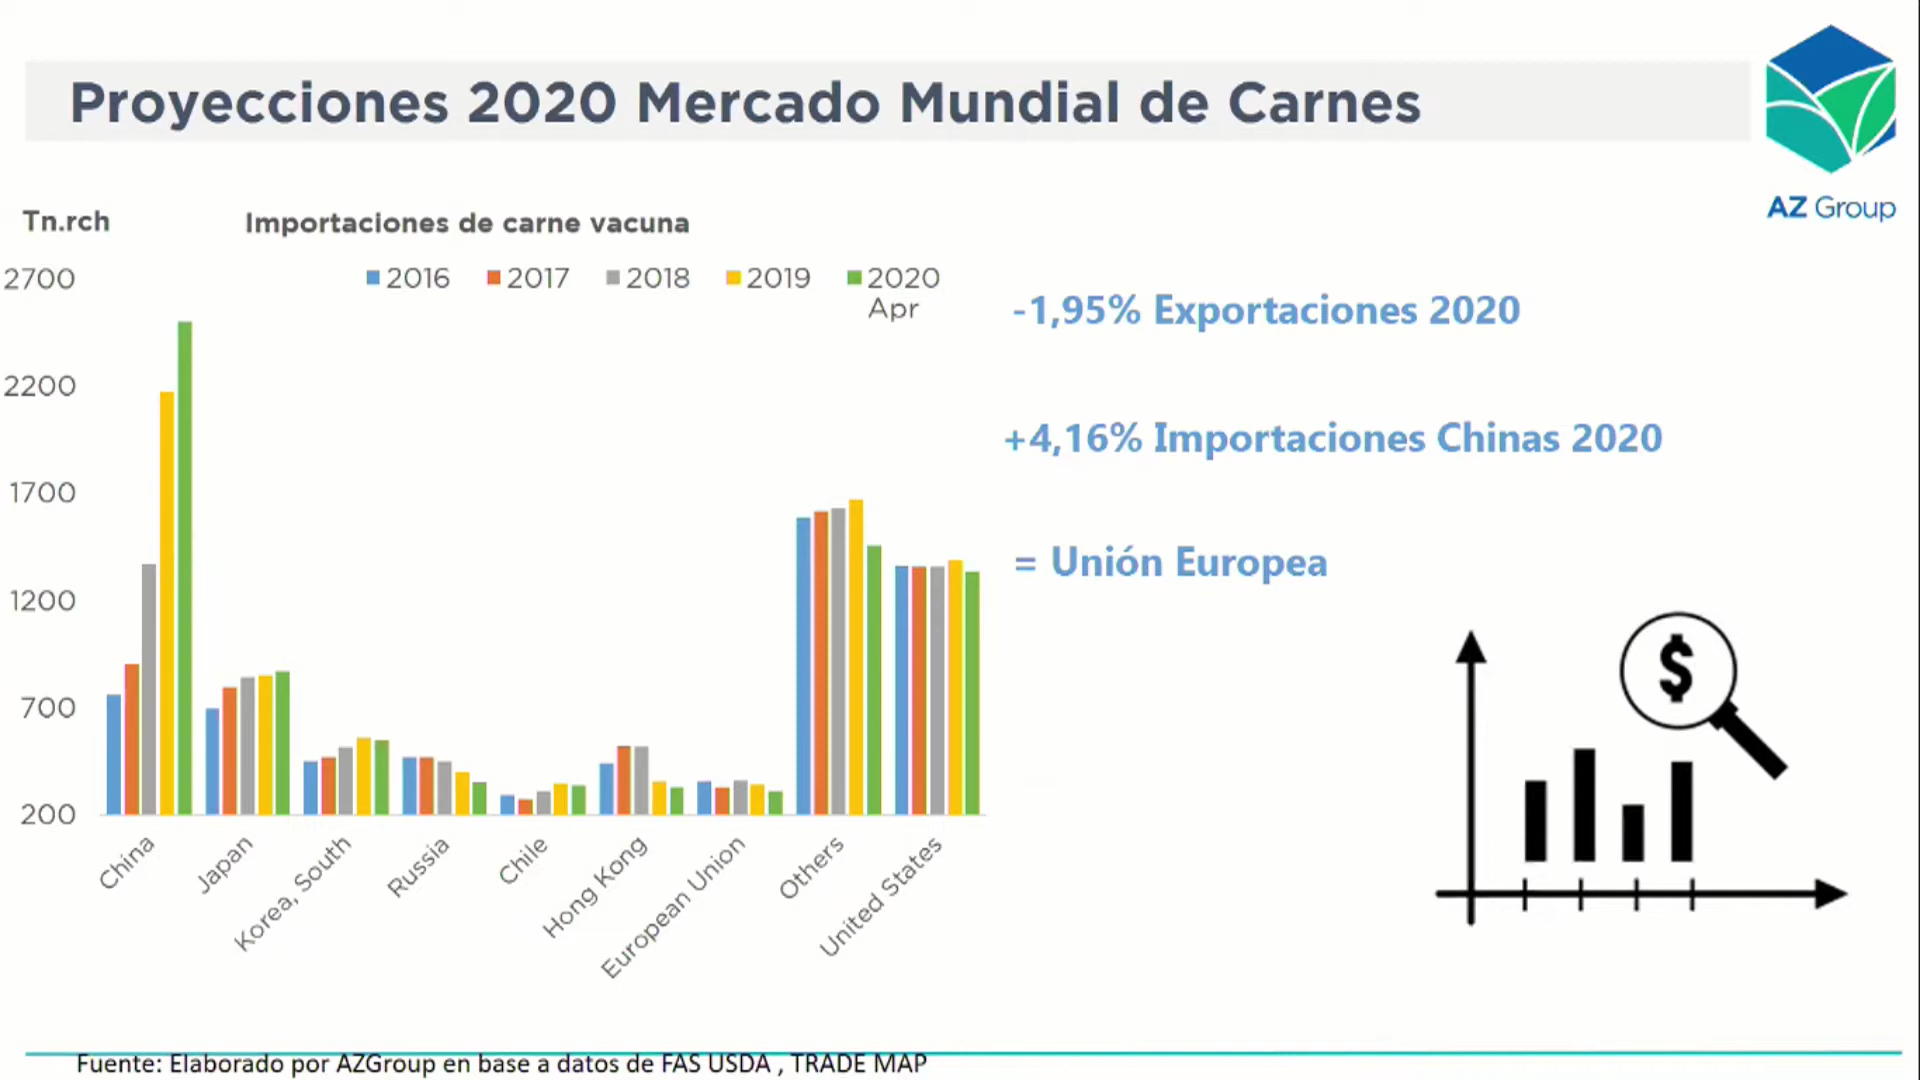 Proyecciones 2020 Mercado Mundial de Carnes
AZ Group
Tn.rch
Importaciones de carne vacuna
2016
2017
2018
2019
2020
Apr
2700
2200
1700
1200
700
200
China
Japan
Korea, South
Russia
Chile
Hong Kong
European Union
Others
United States
-1,95% Exportaciones 2020
+4,16% Importaciones Chinas 2020
= Unión Europea
$
Fuente: Elaborado por AZGroup en base a datos de FAS USDA , TRADE MAP